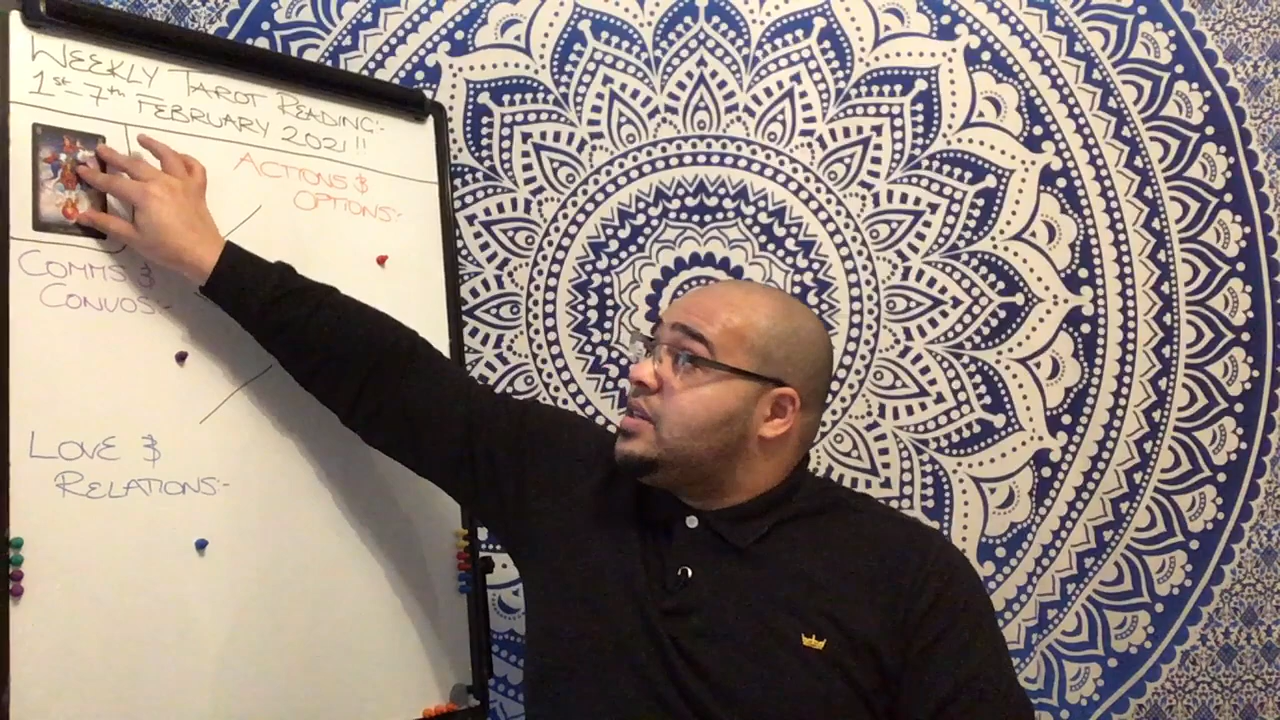 WEEKLY TAROT READING:-
1st-7th FEBRUARY 2021!!
ACTIONS &
OPTIONS:-
COMMS &
CONVOS:-
LOVE &
RELATIONS:-